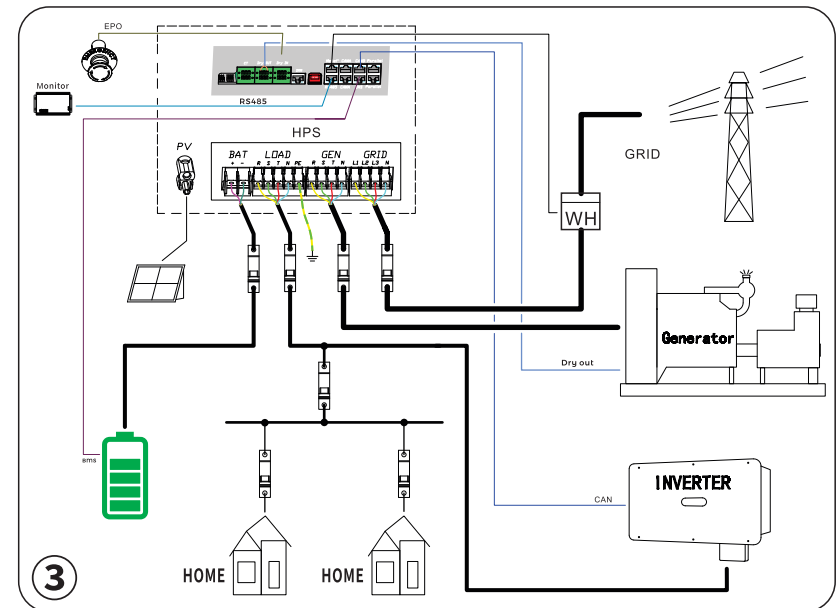 EPO
Monitor
RS485
HPS
PV
BAT LOAD GEN GRID
+ - R S T N PE R S T N L1 L2 L3 N
GRID
WH
Generator
Dry out
BMS
INVERTER
CAN
HOME HOME
3